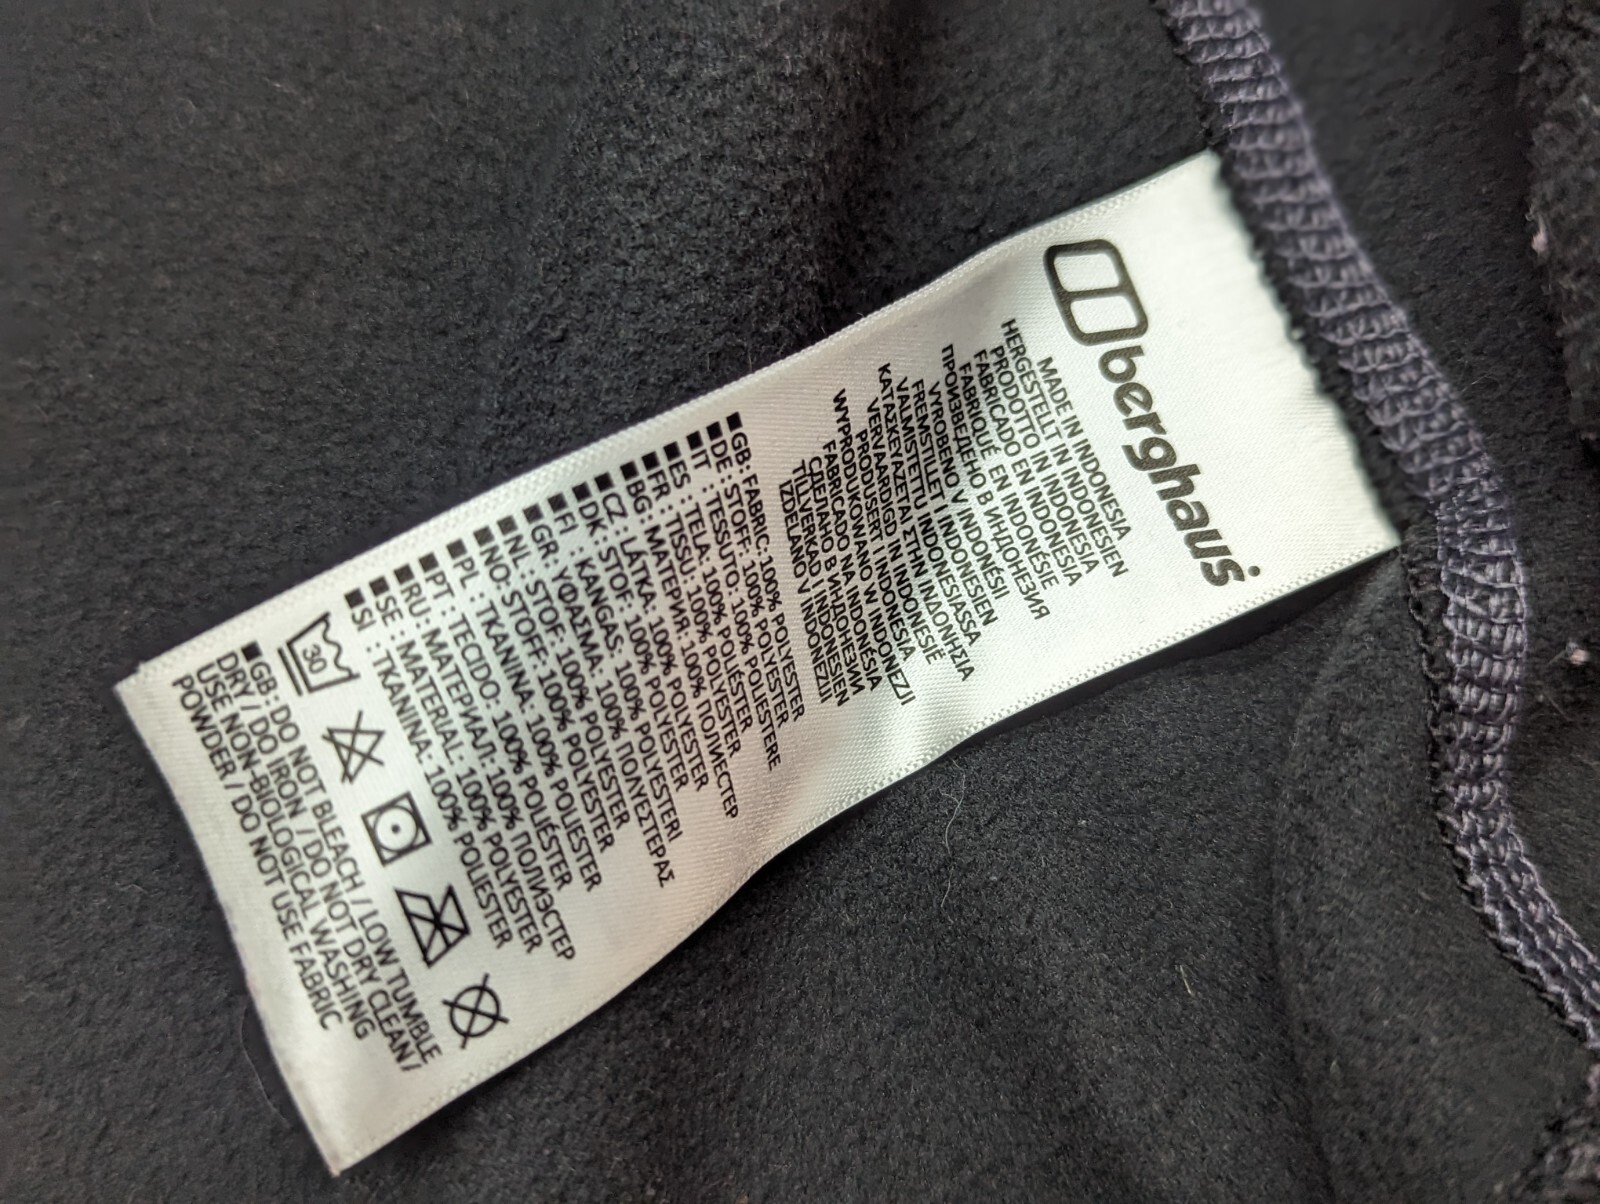 berghaus
MADE IN INDONESIA
HERGESTELLT IN INDONESIEN
PRODOTTO IN INDONESIA
FABRICADO EN INDONESIA
FABRIQUÉ EN INDONÉSIE
ПРОИЗВЕДЕНО В ИНДОНЕЗИЯ
VYROBENO V INDONÉSII
FREMSTILLET I INDONESIEN
VALMISTETTU INDONESIASSA
ΚΑΤΑΣΚΕΥΑΖΕΤΑΙ ΣΤΗΝ ΙΝΔΟΝΗΣΙΑ
VERVAARDIGD IN INDONESIË
PRODUSERT I INDONESIA
WYPRODUKOWANO W INDONEZJI
FABRICADO NA INDONÉSIA
СДЕЛАНО В ИНДОНЕЗИИ
TILLVERKAD I INDONESIEN
IZDELANO V INDONEZIJI
GB: FABRIC: 100% POLYESTER
DE: STOFF: 100% POLYESTER
IT : TESSUTO: 100% POLIESTERE
ES : TELA: 100% POLIÉSTER
FR : TISSU: 100% POLYESTER
BG: МАТЕРИЯ: 100% ПОЛИЕСТЕР
CZ : LÁTKA: 100% POLYESTER
DK : STOF: 100% POLYESTER
FI : KANGAS: 100% POLYESTERI
GR: ΥΦΑΣΜΑ: 100% ΠΟΛΥΕΣΤΕΡΑΣ
NL : STOF: 100% POLYESTER
NO: STOFF: 100% POLYESTER
PL : TKANINA: 100% POLIESTER
PT : TECIDO: 100% POLIÉSTER
RU: МАТЕРИАЛ: 100% ПОЛИЭСТЕР
SE : MATERIAL: 100% POLYESTER
SI : TKANINA: 100% POLIESTER
30
GB: DO NOT BLEACH / LOW TUMBLE
DRY / DO IRON / DO NOT DRY CLEAN/
USE NON-BIOLOGICAL WASHING
POWDER / DO NOT USE FABRIC